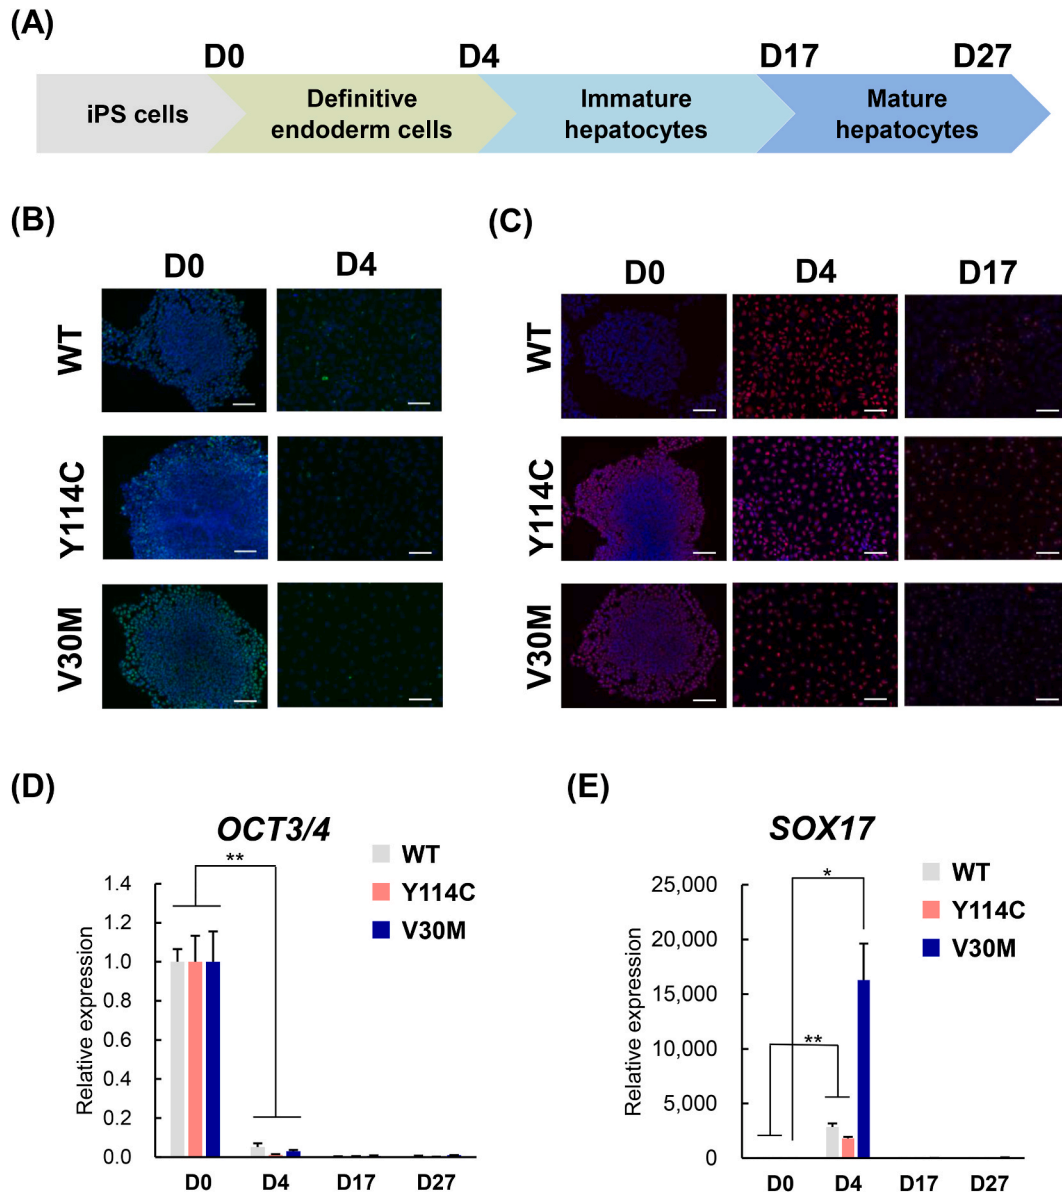 (A)
D0 D4 D17 D27
iPS cells
Definitive
endoderm cells
Immature
hepatocytes
Mature
hepatocytes
(B)
D0 D4
WT
Y114C
V30M
(C)
D0 D4 D17
WT
Y114C
V30M
(D)
OCT3/4
WT
Y114C
V30M
**
Relative expression
1.4
1.2
1.0
0.8
0.6
0.4
0.2
0.0
D0 D4 D17 D27
(E)
SOX17
WT
Y114C
V30M
*
**
Relative expression
25,000
20,000
15,000
10,000
5,000
0
D0 D4 D17 D27